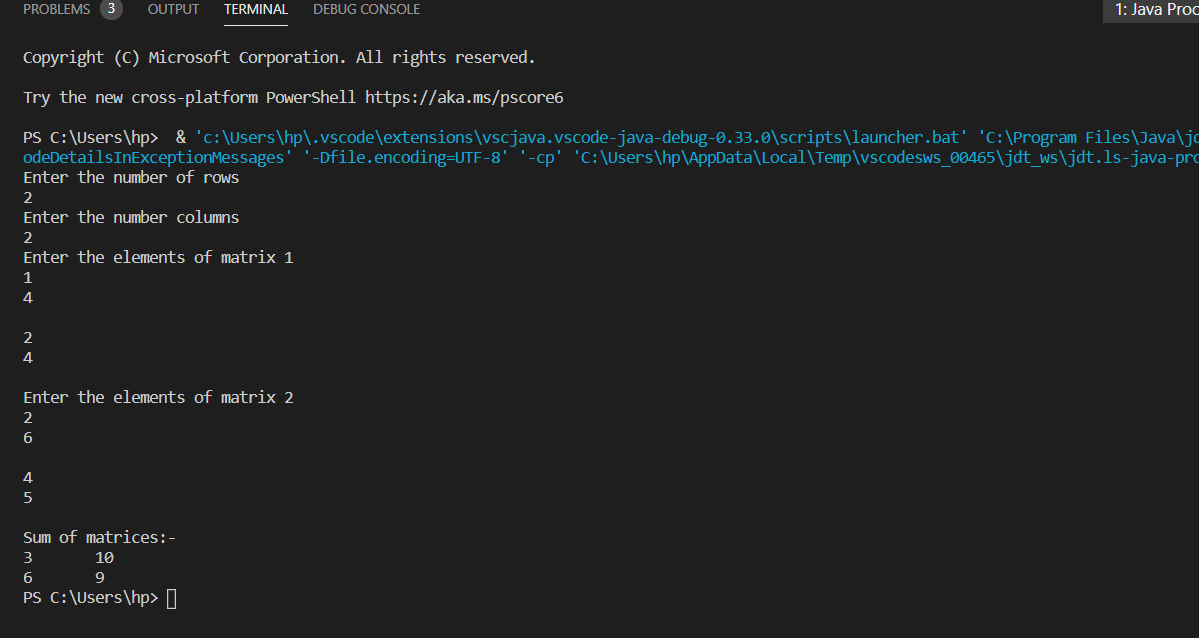 PROBLEMS 3 OUTPUT TERMINAL DEBUG CONSOLE 1: Java Proc
Copyright (C) Microsoft Corporation. All rights reserved.
Try the new cross-platform PowerShell https://aka.ms/pscore6
PS C:\Users\hp>  & 'c:\Users\hp\.vscode\extensions\vscjava.vscode-java-debug-0.33.0\scripts\launcher.bat' 'C:\Program Files\Java\jd
odeDetailsInExceptionMessages' '-Dfile.encoding=UTF-8' '-cp' 'C:\Users\hp\AppData\Local\Temp\vscodesws_00465\jdt_ws\jdt.ls-java-pro
Enter the number of rows
2
Enter the number columns
2
Enter the elements of matrix 1
1
4
2
4
Enter the elements of matrix 2
2
6
4
5
Sum of matrices:-
3       10
6       9
PS C:\Users\hp>